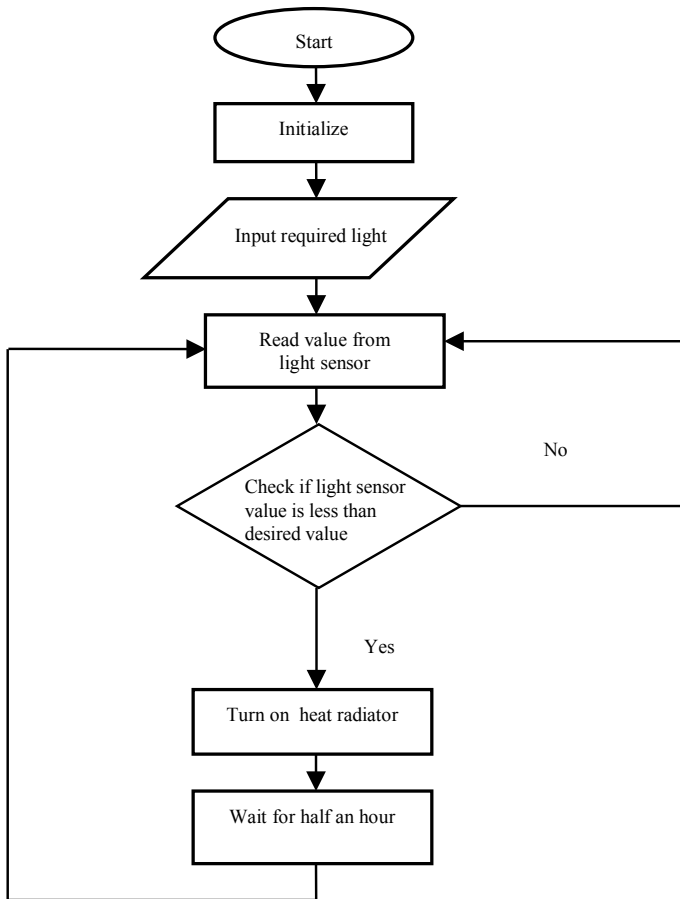 Start
Initialize
Input required light
Read value from
light sensor
Check if light sensor
value is less than
desired value
No
Yes
Turn on heat radiator
Wait for half an hour